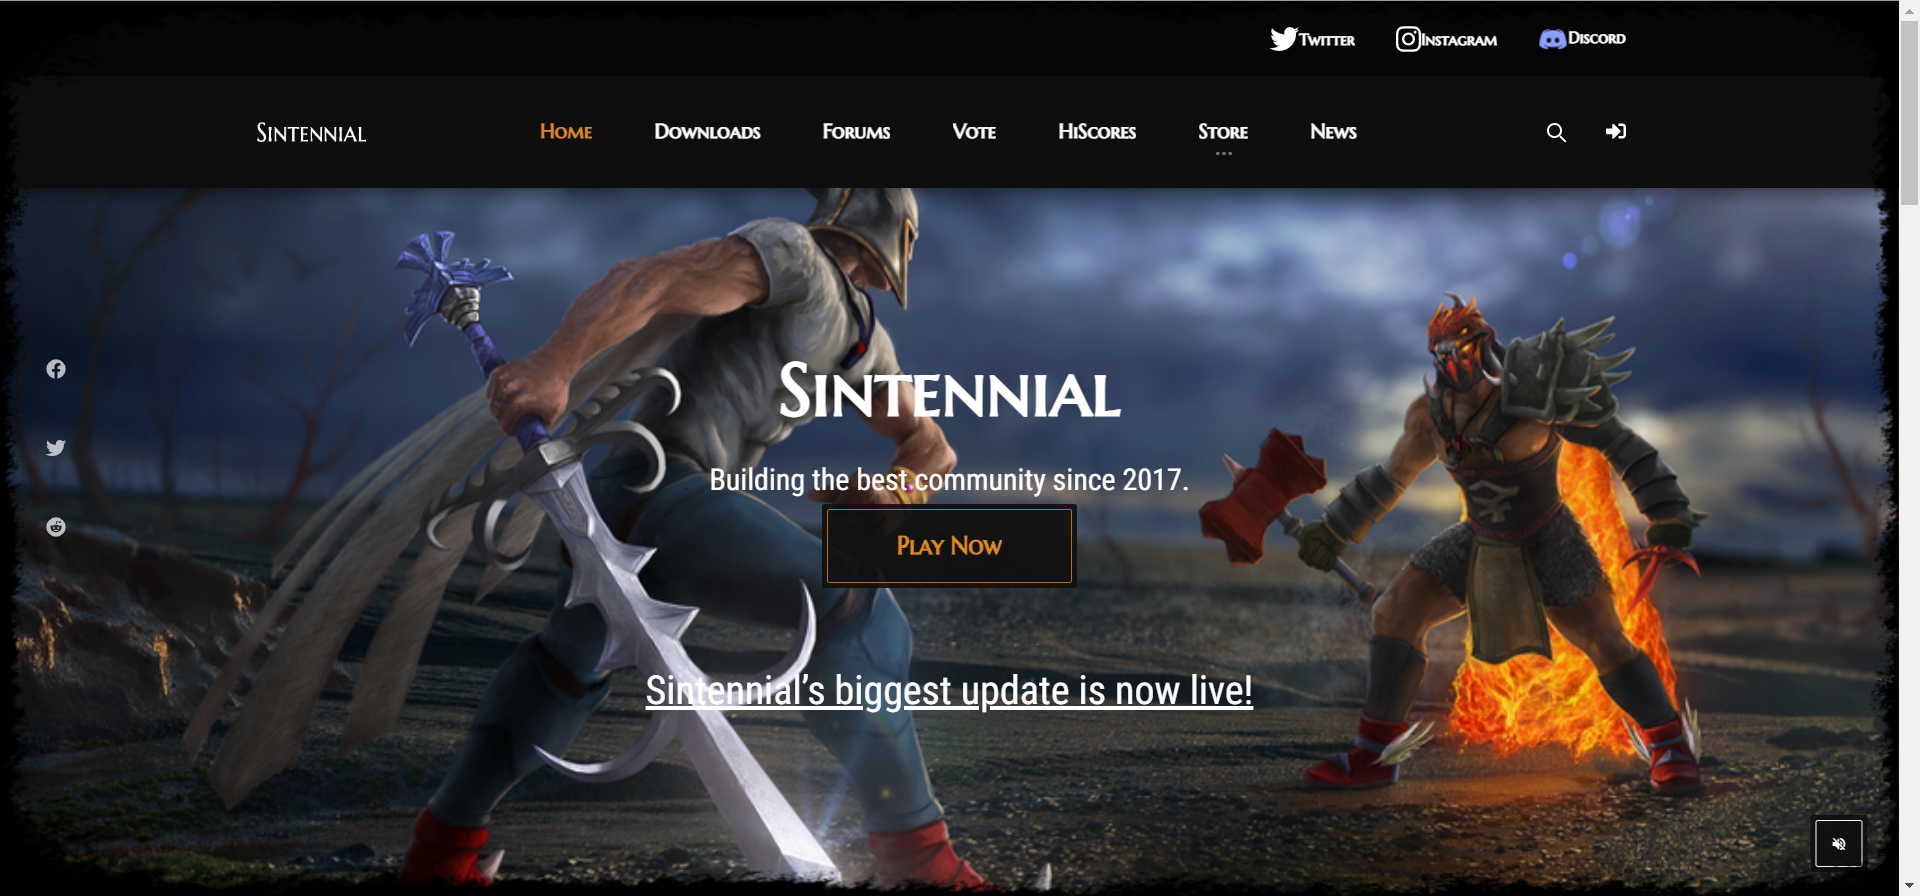 Twitter Instagram Discord
Sintennial Home Downloads Forums Vote HiScores Store News
Sintennial
Building the best community since 2017.
Play Now
Sintennial’s biggest update is now live!